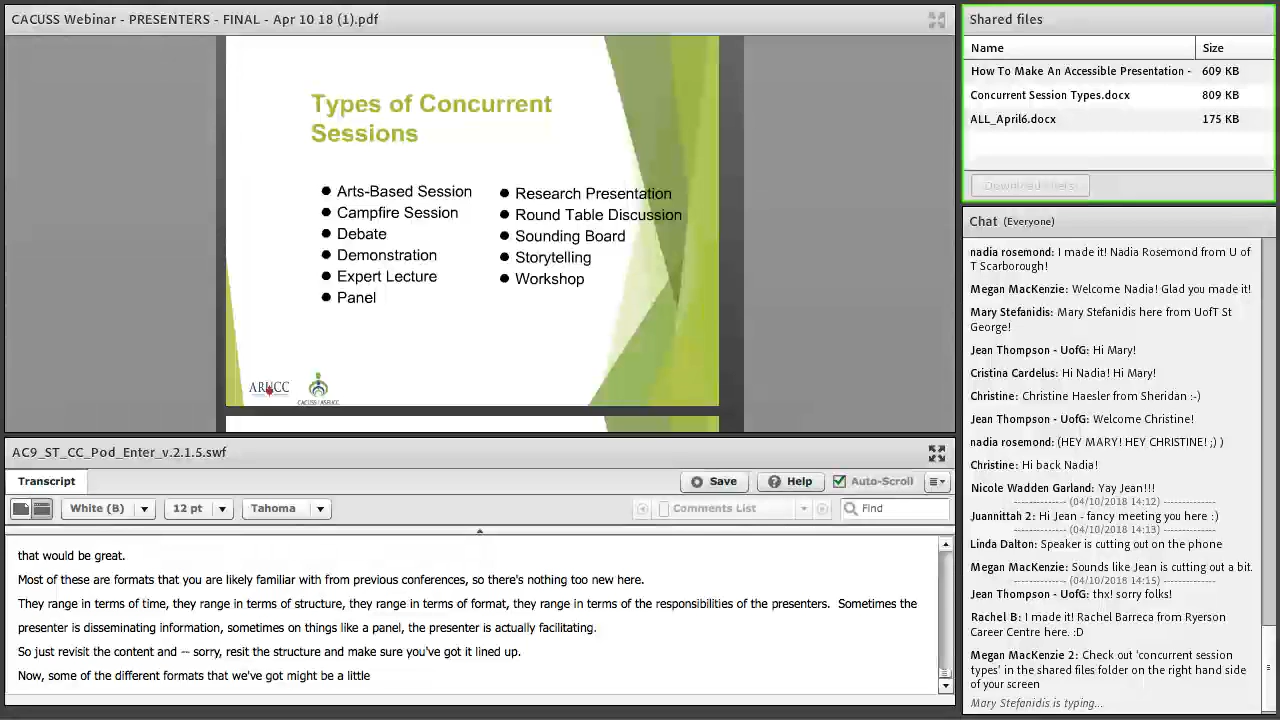 CACUSS Webinar - PRESENTERS - FINAL - Apr 10 18 (1).pdf
Types of Concurrent
Sessions
Arts-Based Session
Campfire Session
Debate
Demonstration
Expert Lecture
Panel
Research Presentation
Round Table Discussion
Sounding Board
Storytelling
Workshop
ARUCC
CACUSS | ASEUCC
AC9_ST_CC_Pod_Enter_v.2.1.5.swf
Transcript
Save
Help
Auto-Scroll
White (B)
12 pt
Tahoma
Comments List
Find
that would be great.
Most of these are formats that you are likely familiar with from previous conferences, so there's nothing too new here.
They range in terms of time, they range in terms of structure, they range in terms of format, they range in terms of the responsibilities of the presenters.  Sometimes the
presenter is disseminating information, sometimes on things like a panel, the presenter is actually facilitating.
So just revisit the content and -- sorry, resit the structure and make sure you've got it lined up.
Now, some of the different formats that we've got might be a little
Shared files
Name Size
How To Make An Accessible Presentation - 609 KB
Concurrent Session Types.docx 809 KB
ALL_April6.docx 175 KB
Download File(s)
Chat (Everyone)
nadia rosemond: I made it! Nadia Rosemond from U of
T Scarborough!
Megan MacKenzie: Welcome Nadia! Glad you made it!
Mary Stefanidis: Mary Stefanidis here from UofT St
George!
Jean Thompson - UofG: Hi Mary!
Cristina Cardelus: Hi Nadia! Hi Mary!
Christine: Christine Haesler from Sheridan :-)
Jean Thompson - UofG: Welcome Christine!
nadia rosemond: (HEY MARY! HEY CHRISTINE! ;) )
Christine: Hi back Nadia!
Nicole Wadden Garland: Yay Jean!!!
--------------- (04/10/2018 14:12) ---------------
Juannittah 2: Hi Jean - fancy meeting you here :)
--------------- (04/10/2018 14:13) ---------------
Linda Dalton: Speaker is cutting out on the phone
Megan MacKenzie: Sounds like Jean is cutting out a bit.
--------------- (04/10/2018 14:15) ---------------
Jean Thompson - UofG: thx! sorry folks!
Rachel B: I made it! Rachel Barreca from Ryerson
Career Centre here. :D
Megan MacKenzie 2: Check out 'concurrent session
types' in the shared files folder on the right hand side
of your screen
Mary Stefanidis is typing...